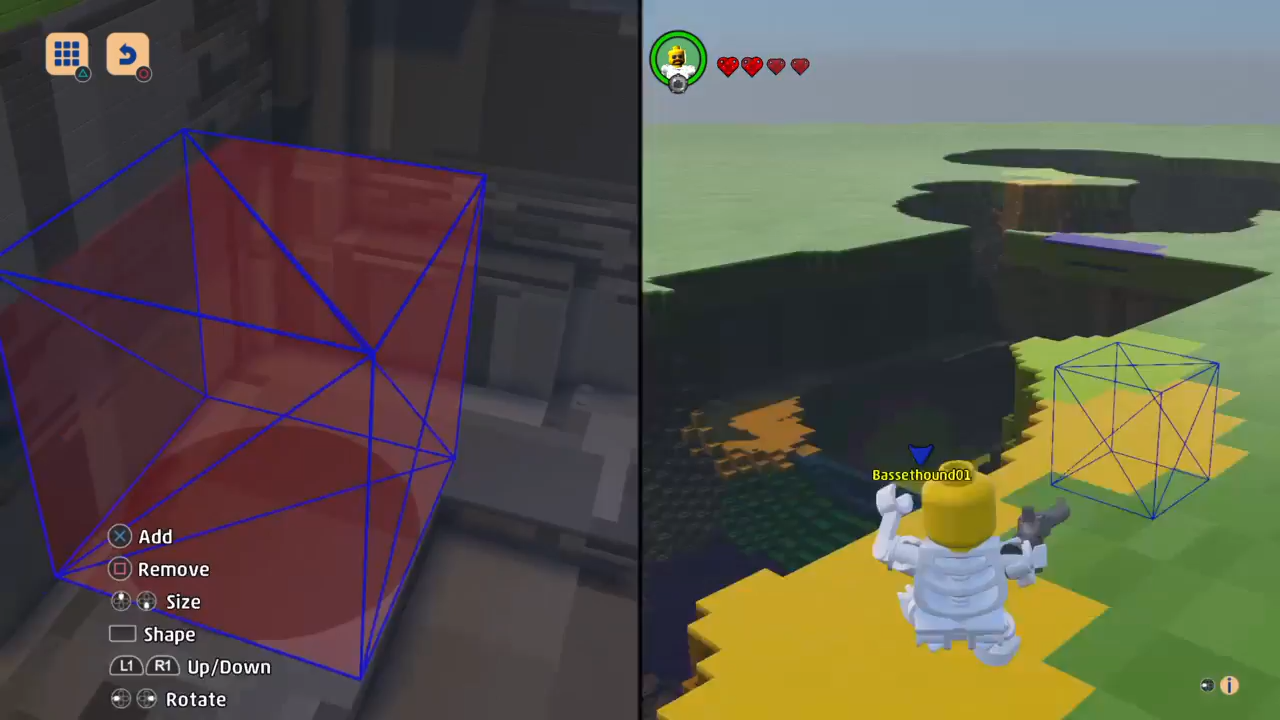 Bassethound01
Add
Remove
Size
Shape
L1 R1 Up/Down
Rotate
i